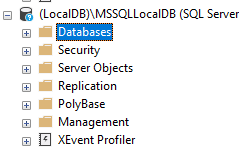 (LocalDB)\MSSQLLocalDB (SQL Server
Databases
Security
Server Objects
Replication
PolyBase
Management
XEvent Profiler